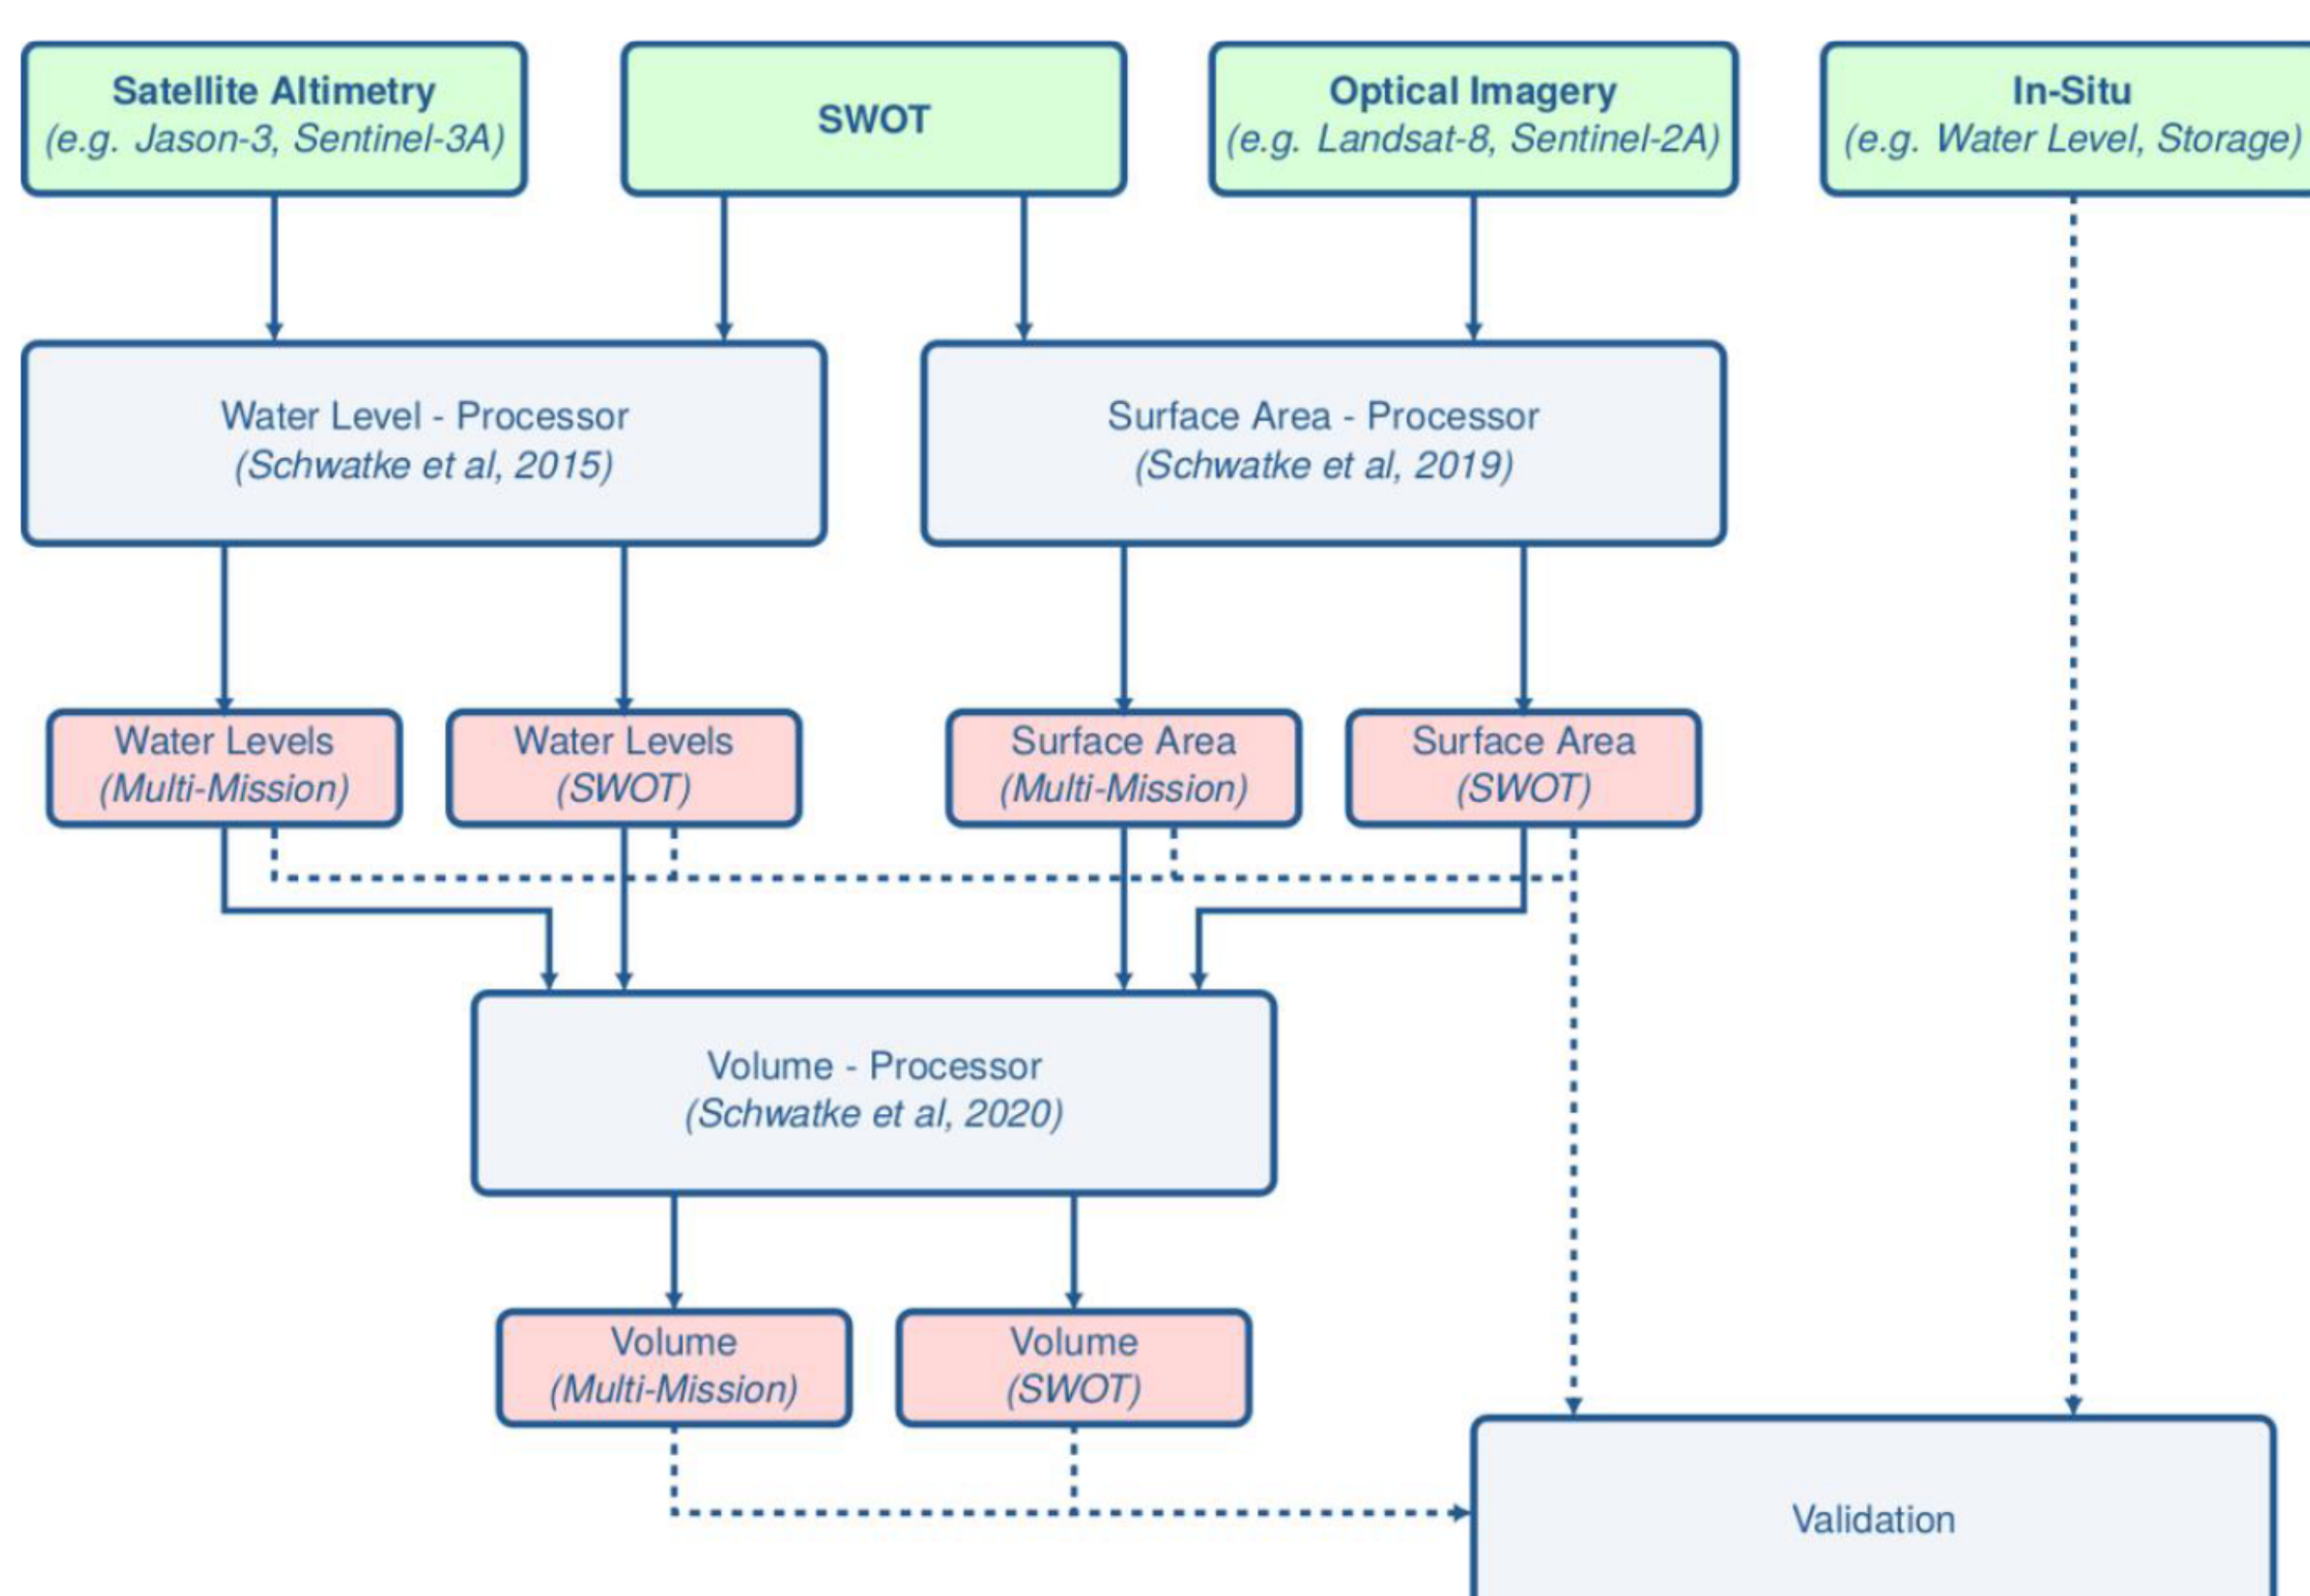 Satellite Altimetry
(e.g. Jason-3, Sentinel-3A)
SWOT
Optical Imagery
(e.g. Landsat-8, Sentinel-2A)
In-Situ
(e.g. Water Level, Storage)
Water Level - Processor
(Schwatke et al, 2015)
Surface Area - Processor
(Schwatke et al, 2019)
Water Levels
(Multi-Mission)
Water Levels
(SWOT)
Surface Area
(Multi-Mission)
Surface Area
(SWOT)
Volume - Processor
(Schwatke et al, 2020)
Volume
(Multi-Mission)
Volume
(SWOT)
Validation